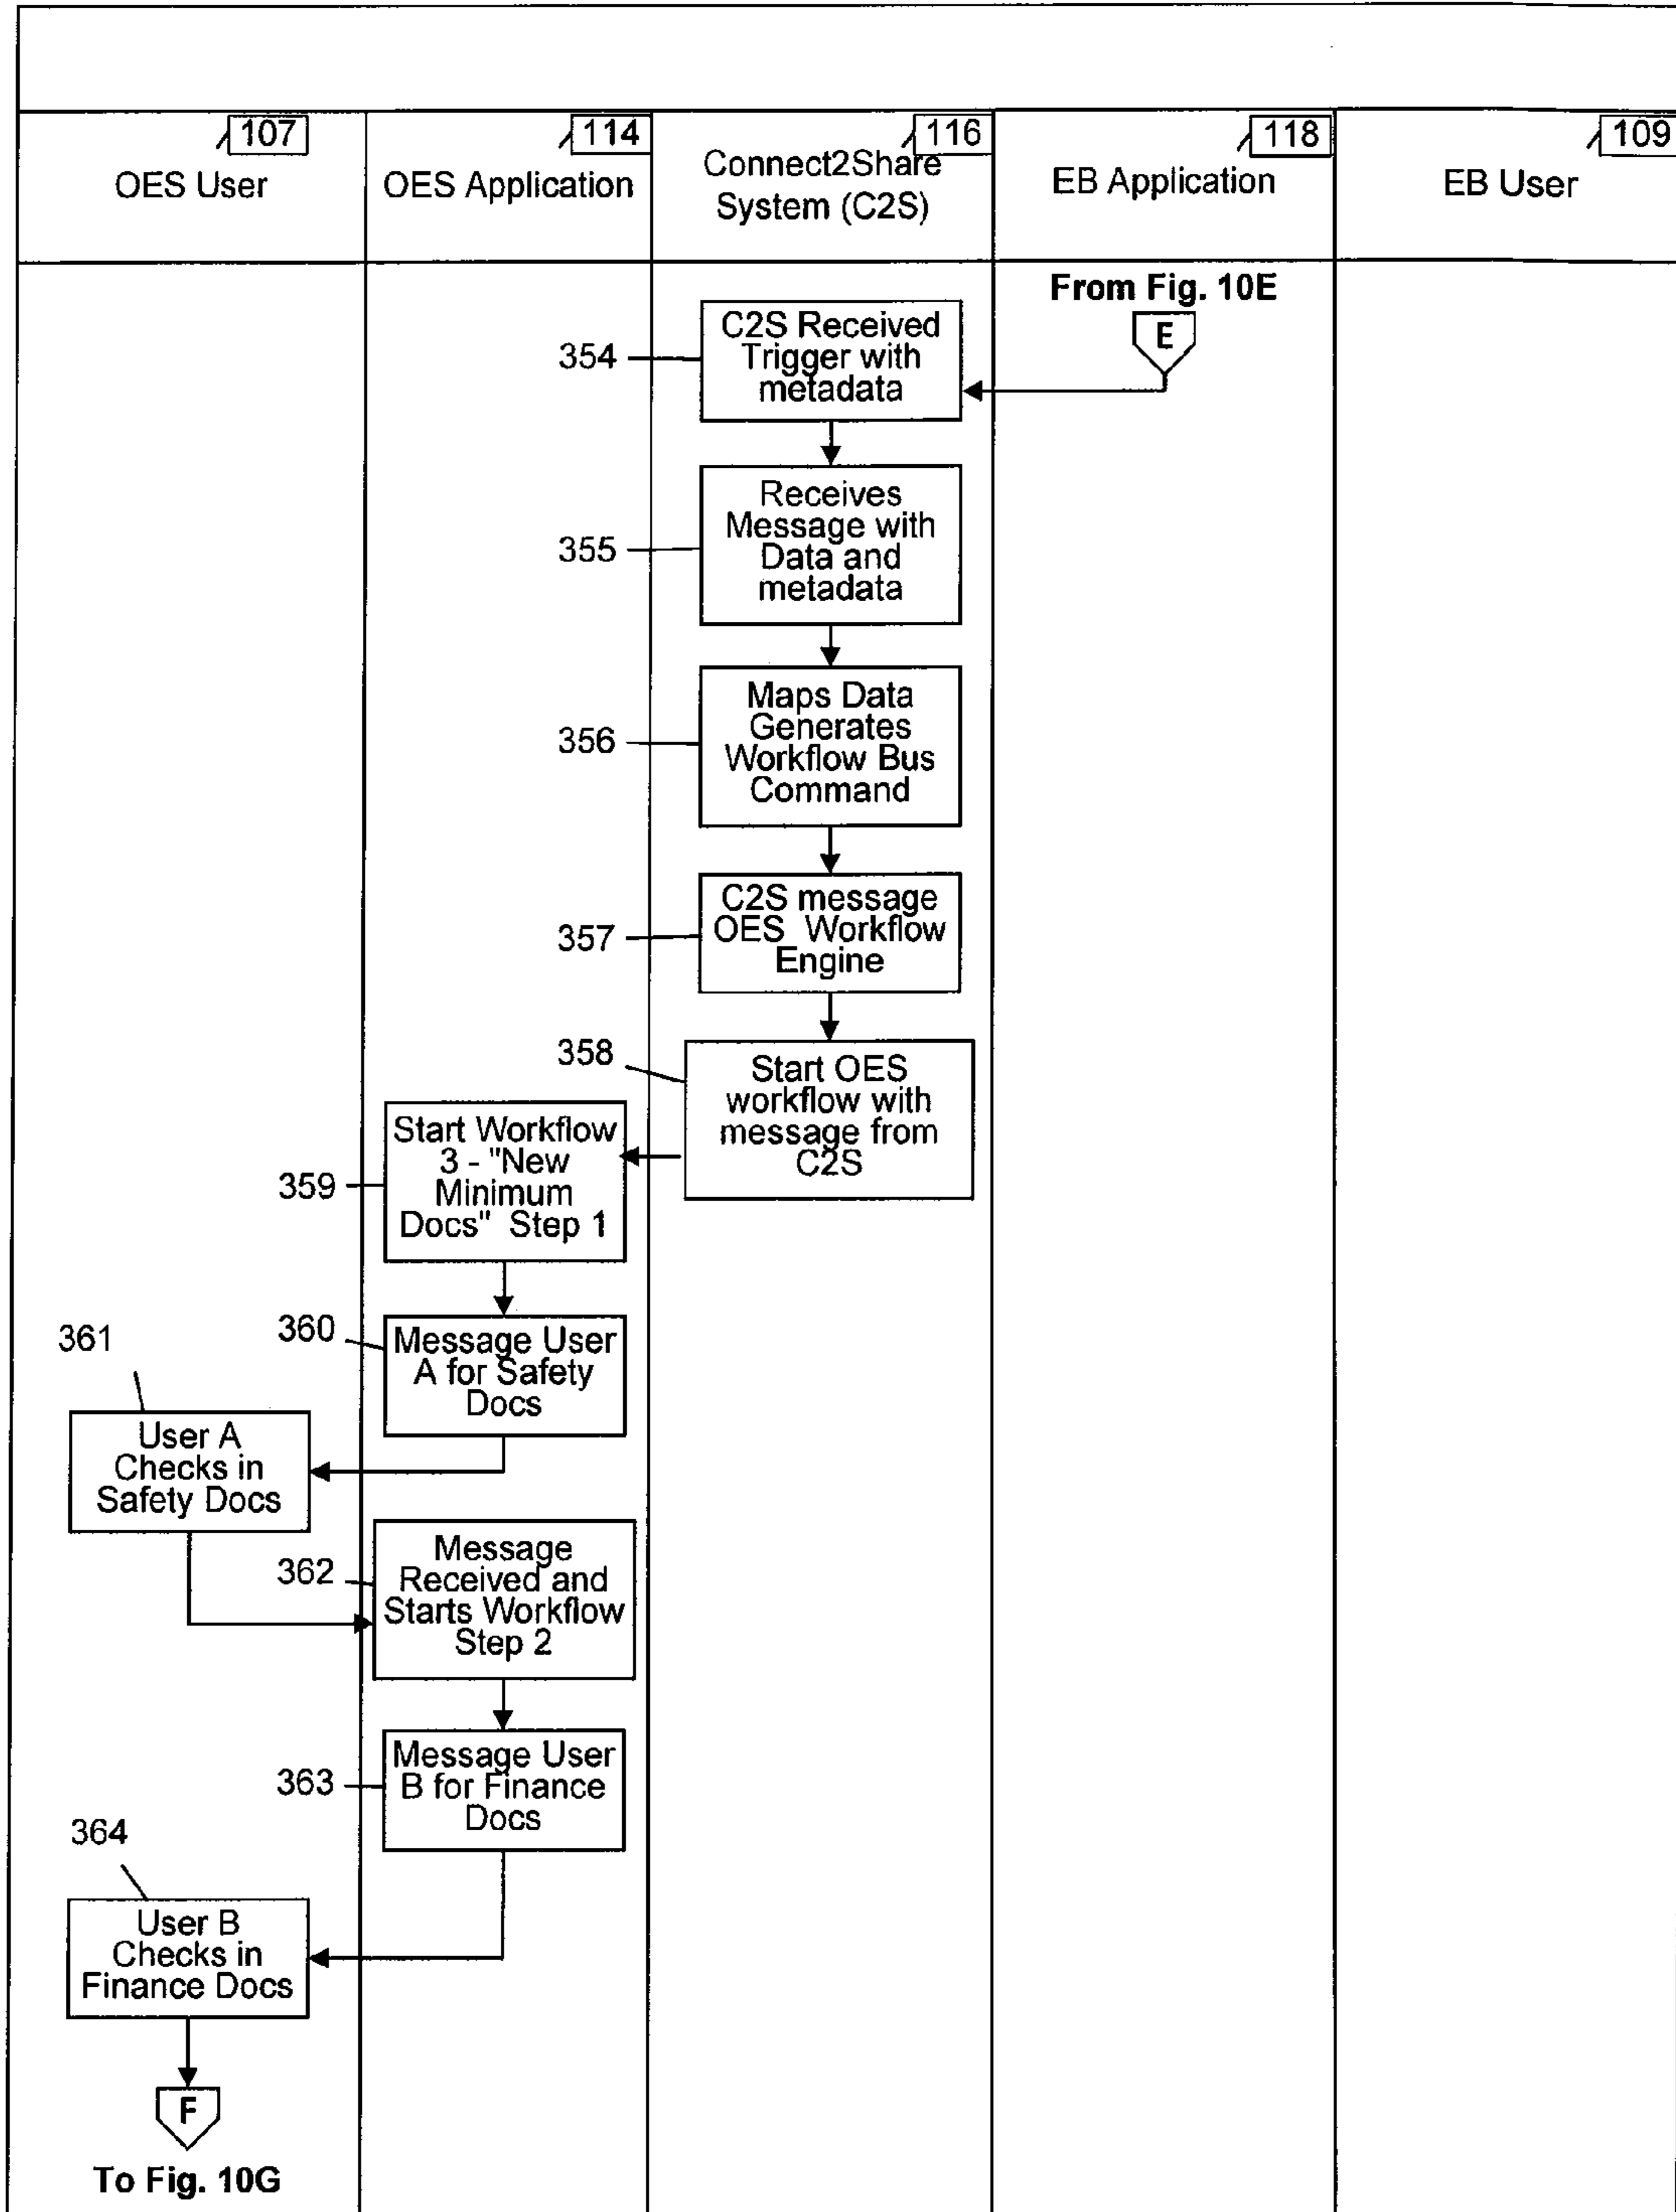 107
OES User
114
OES Application
116
Connect2Share
System (C2S)
118
EB Application
109
EB User
From Fig. 10E
E
354
C2S Received
Trigger with
metadata
355
Receives
Message with
Data and
metadata
356
Maps Data
Generates
Workflow Bus
Command
357
C2S message
OES Workflow
Engine
358
Start OES
workflow with
message from
C2S
359
Start Workflow
3 - "New
Minimum
Docs" Step 1
360
Message User
A for Safety
Docs
361
User A
Checks in
Safety Docs
362
Message
Received and
Starts Workflow
Step 2
363
Message User
B for Finance
Docs
364
User B
Checks in
Finance Docs
F
To Fig. 10G